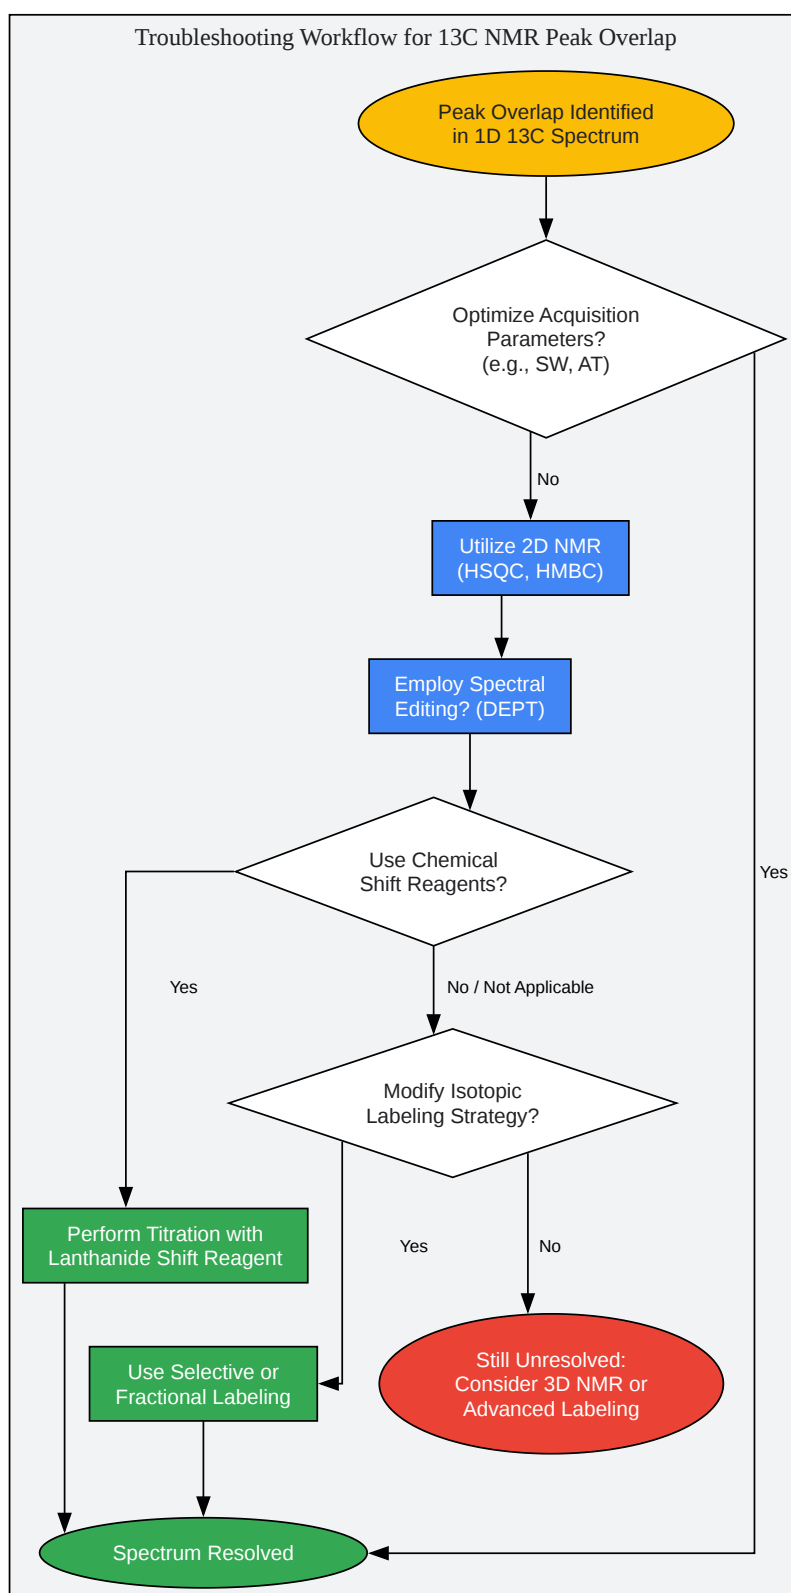 Troubleshooting Workflow for 13C NMR Peak Overlap
Peak Overlap Identified
in 1D 13C Spectrum
Optimize Acquisition
Parameters?
(e.g., SW, AT)
No
Utilize 2D NMR
(HSQC, HMBC)
Employ Spectral
Editing? (DEPT)
Use Chemical
Shift Reagents?
Yes
Yes
No / Not Applicable
Modify Isotopic
Labeling Strategy?
Perform Titration with
Lanthanide Shift Reagent
Yes
No
Use Selective or
Fractional Labeling
Still Unresolved:
Consider 3D NMR or
Advanced Labeling
Spectrum Resolved